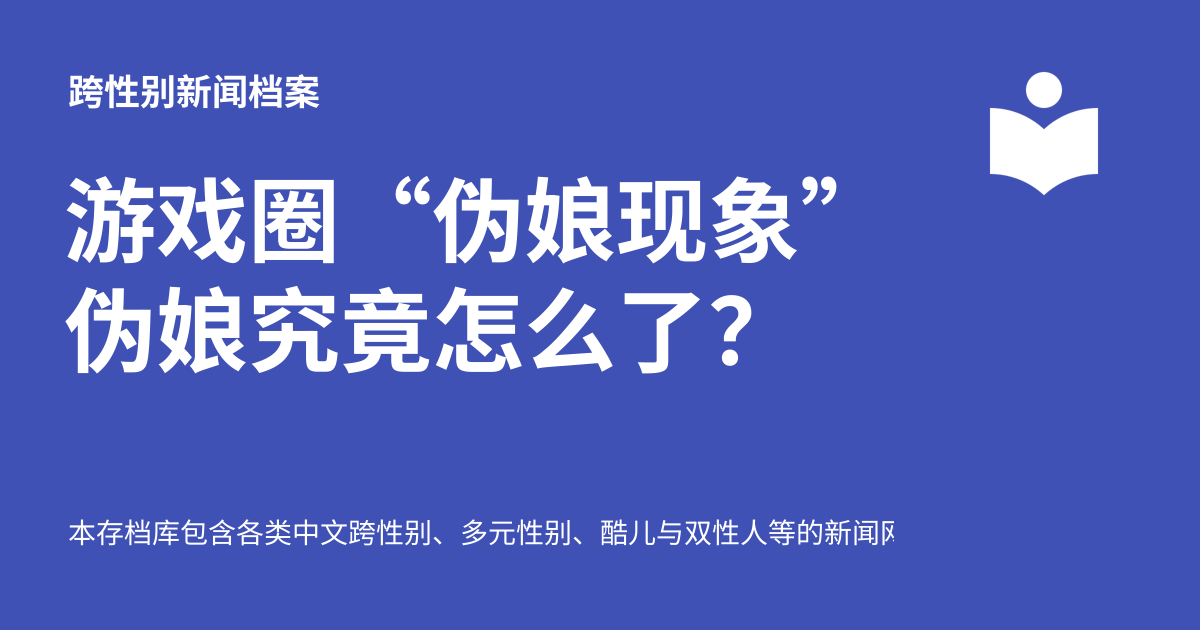 跨性别新闻档案
游戏圈“伪娘现象”
伪娘究竟怎么了？
本存档库包含各类中文跨性别、多元性别、酷儿与双性人等的新闻